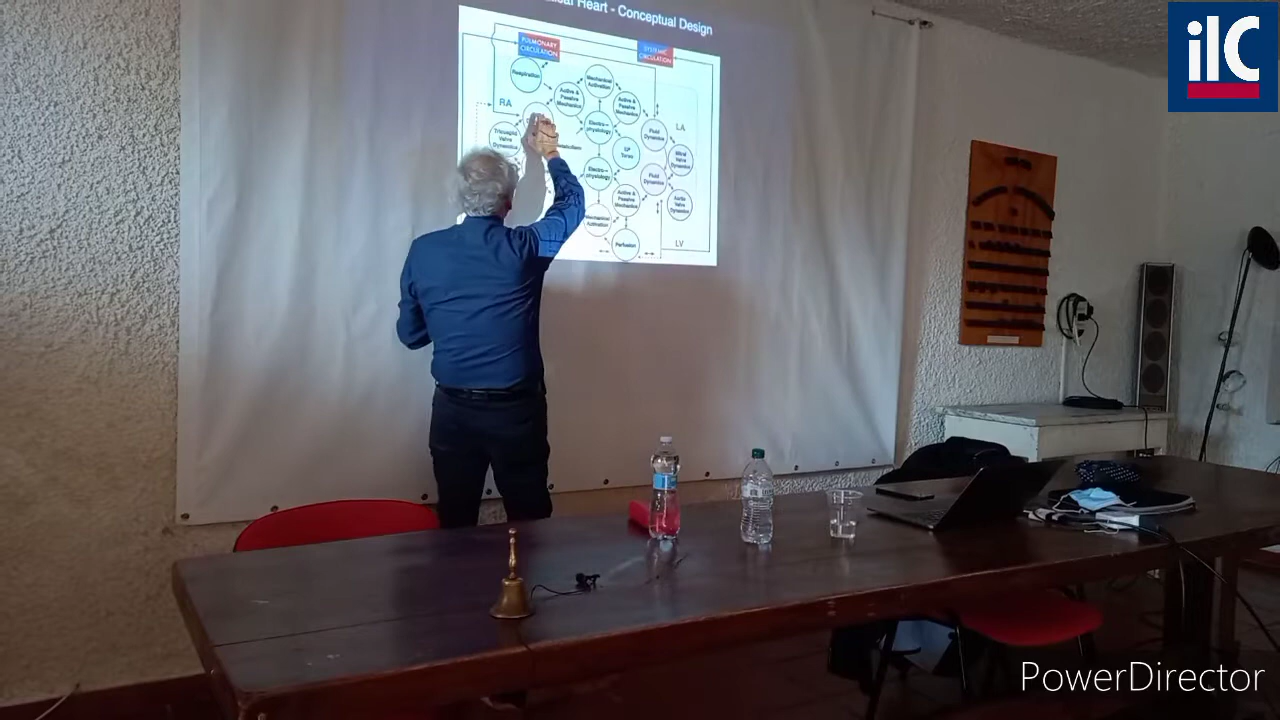 Heart - Conceptual Design
PULMONARY
CIRCULATION
SYSTEMIC
CIRCULATION
Respiration
Mechanical
Activation
Active &
Passive
Mechanics
Active &
Passive
Mechanics
RA
LA
Electro-
physiology
Fluid
Dynamics
Tricuspid
Valve
Dynamics
EP
Torso
Mitral
Valve
Dynamics
Electro-
physiology
Fluid
Dynamics
Active &
Passive
Mechanics
Aortic
Valve
Dynamics
Mechanical
Activation
Perfusion
LV
ilC
PowerDirector